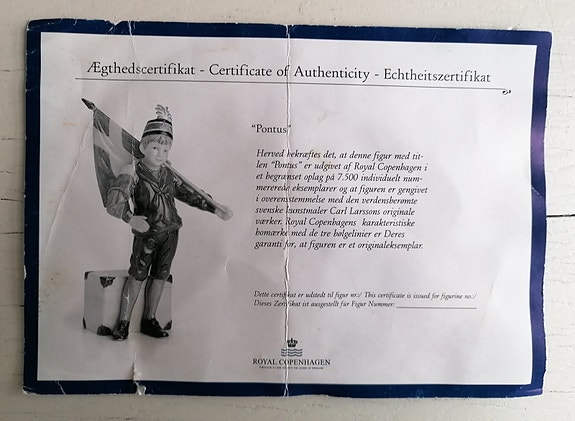 Ægthedscertifikat - Certificate of Authenticity - Echtheitszertifikat
"Pontus"
Herved bekræftes det, at denne figur med tit-
len "Pontus" er udgivet af Royal Copenhagen i
et begrænset oplag på 7.500 individuelt num-
mererede eksemplarer og at figuren er gengivet
i overensstemmelse med den verdensberømte
svenske kunstmaler Carl Larssons originale
værker. Royal Copenhagens karakteristiske
bomærke med de tre bølgelinier er Deres
garanti for, at figuren er et originaleksemplar.
Dette certifikat er udstedt til figur nr:/ This certificate is issued for figurine no:/
Dieses Zertifikat ist ausgestellt für Figur Nummer:
ROYAL COPENHAGEN